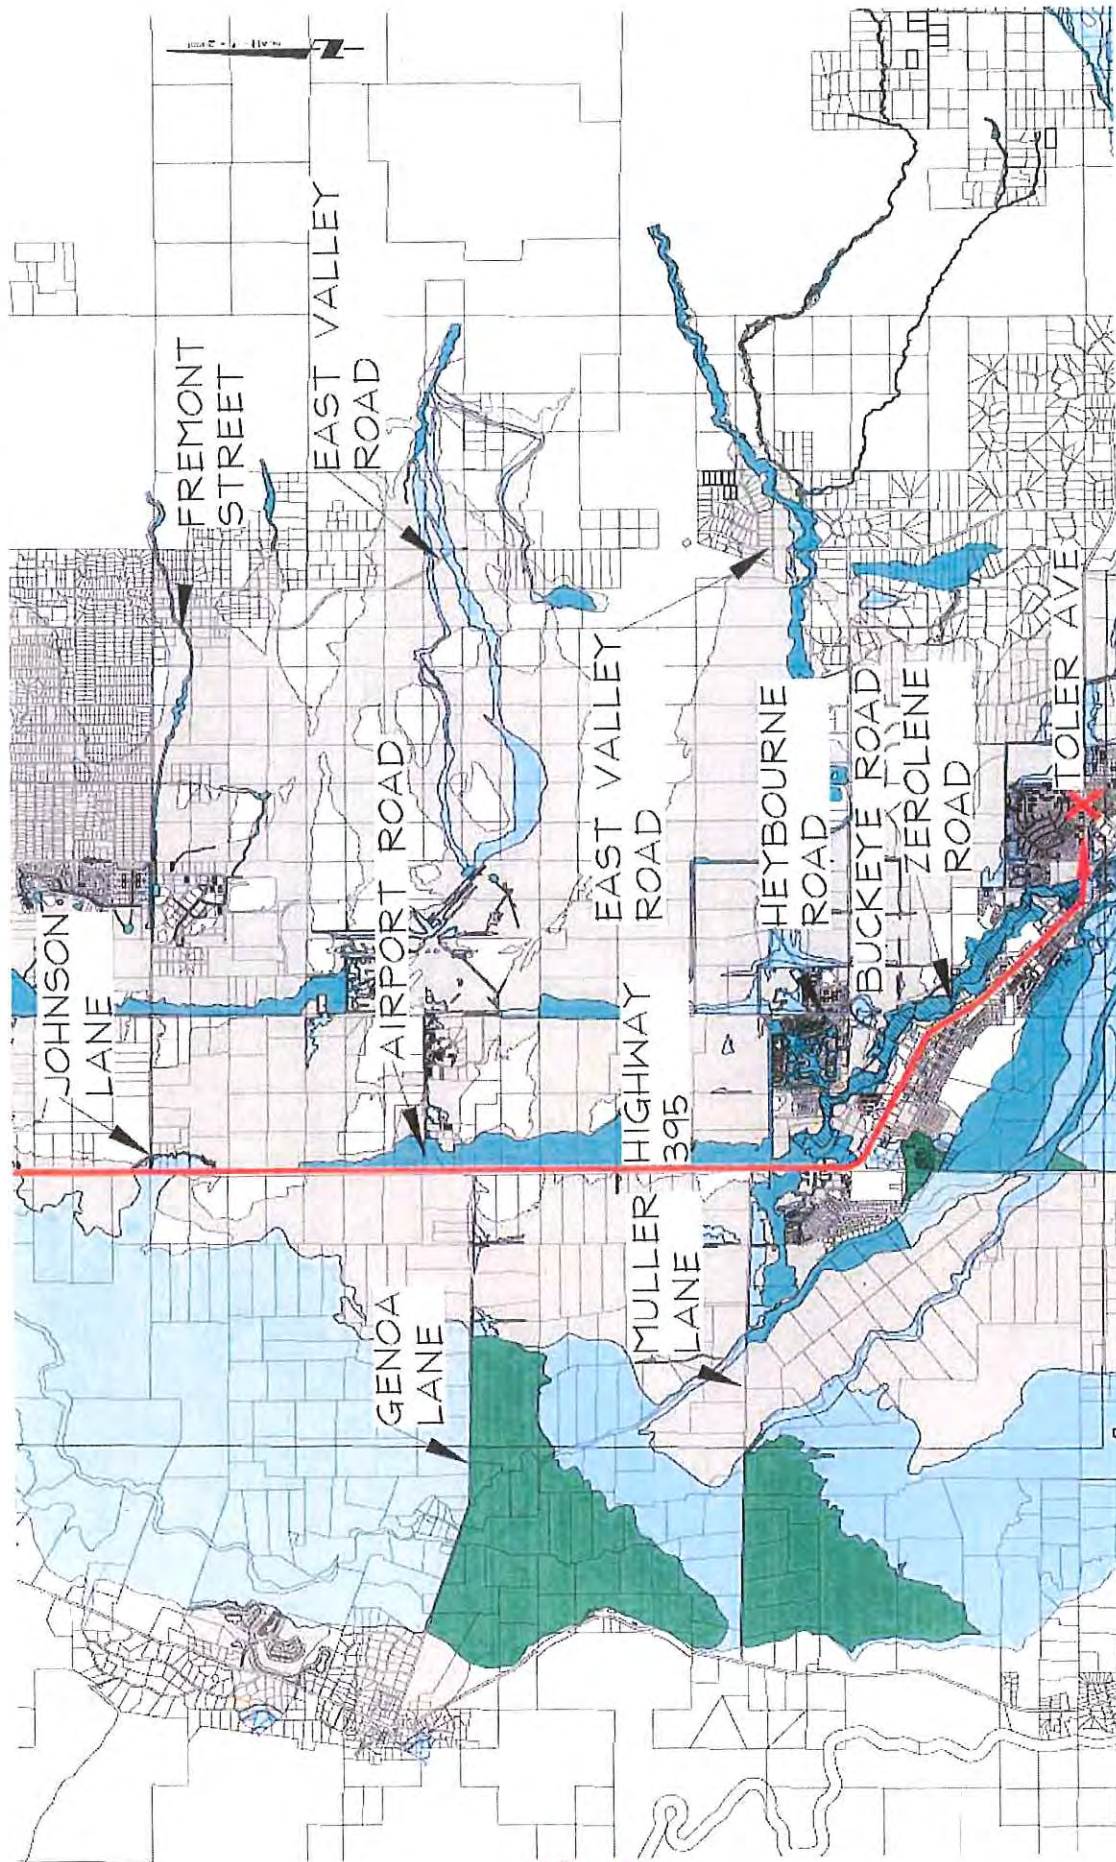 FREMONT
STREET
EAST VALLEY
ROAD
JOHNSON
LANE
AIRPORT ROAD
EAST VALLEY
ROAD
HEYBOURNE
ROAD
BUCKEYE ROAD
ZEROLENE
ROAD
TOLER AVE
HIGHWAY
395
MULLER
LANE
GENOA
LANE